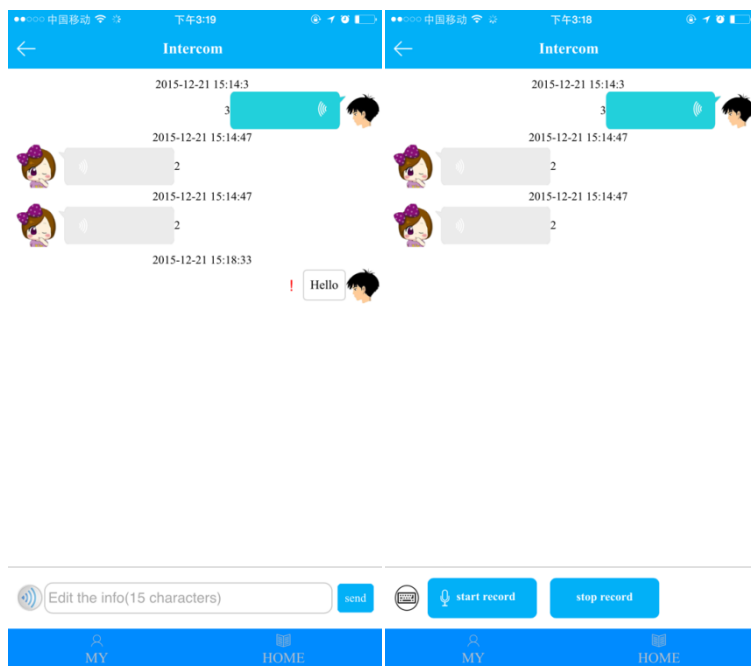 中国移动 下午3:19
Intercom
2015-12-21 15:14:3
3
2015-12-21 15:14:47
2
2015-12-21 15:14:47
2
2015-12-21 15:18:33
! Hello
Edit the info(15 characters) send
MY HOME
中国移动 下午3:18
Intercom
2015-12-21 15:14:3
3
2015-12-21 15:14:47
2
2015-12-21 15:14:47
2
start record stop record
MY HOME